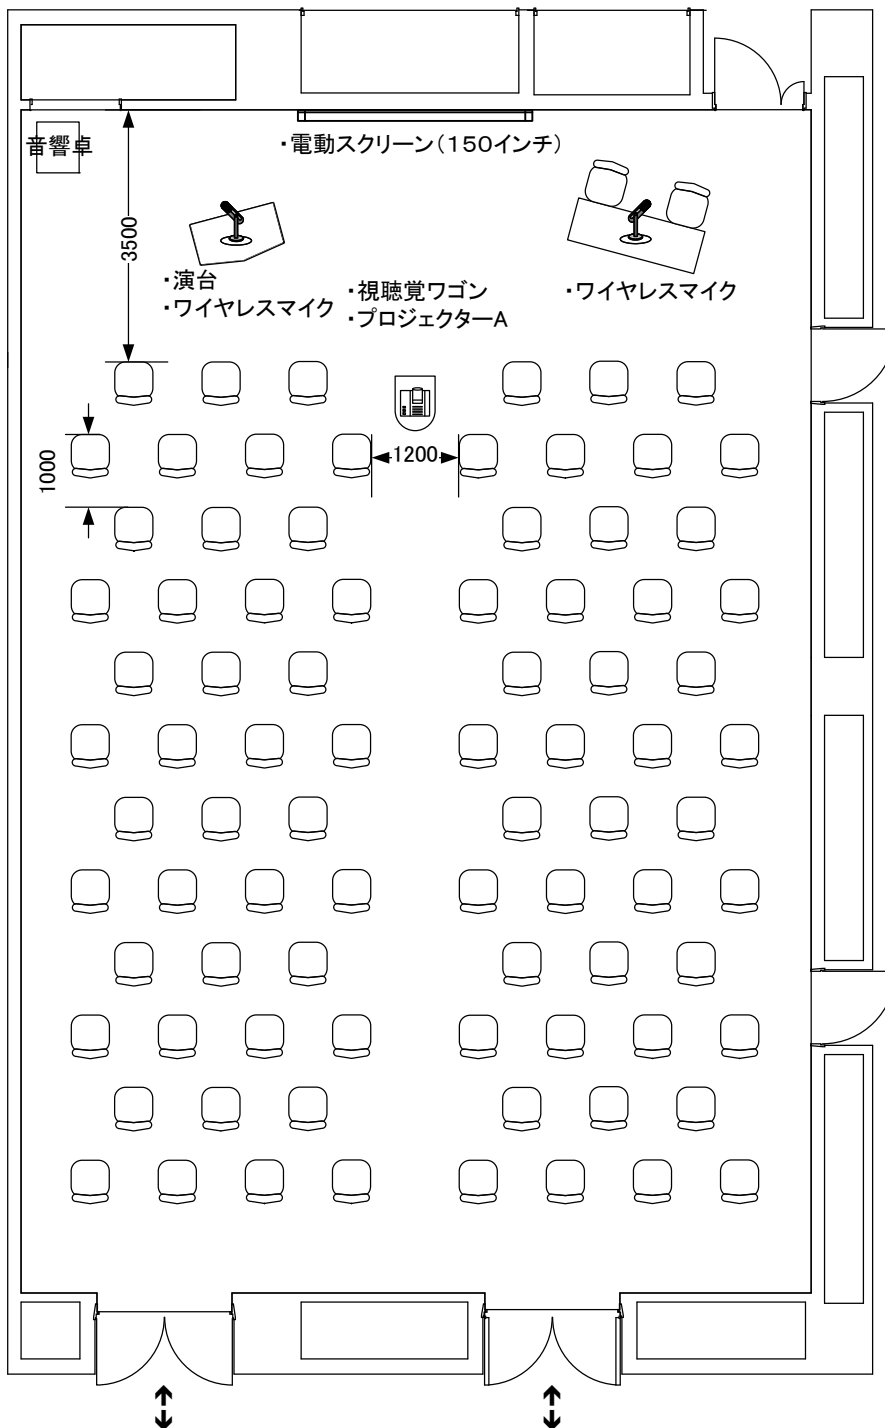 ・電動スクリーン（150インチ）
音響卓
3500
・演台
・ワイヤレスマイク
・視聴覚ワゴン
・プロジェクターA
・ワイヤレスマイク
1000
1200